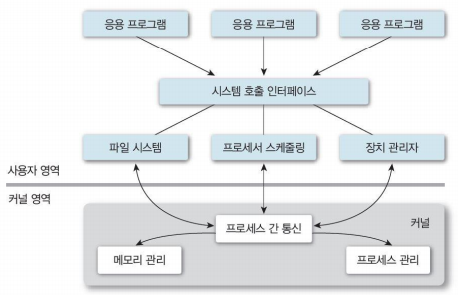 응용 프로그램 응용 프로그램 응용 프로그램
시스템 호출 인터페이스
파일 시스템 프로세서 스케줄링 장치 관리자
사용자 영역
커널 영역
프로세스 간 통신 커널
메모리 관리 프로세스 관리